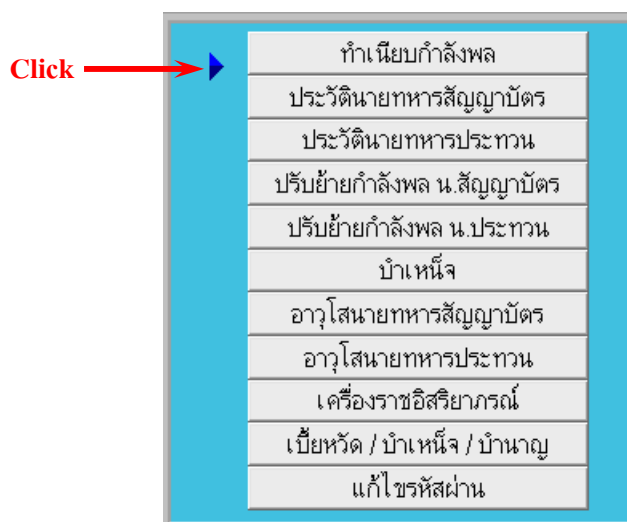 Click
ทำเนียบกำลังพล
ประวัตินายทหารสัญญาบัตร
ประวัตินายทหารประทวน
ปรับย้ายกำลังพล น.สัญญาบัตร
ปรับย้ายกำลังพล น.ประทวน
บำเหน็จ
อาวุโสนายทหารสัญญาบัตร
อาวุโสนายทหารประทวน
เครื่องราชอิสริยาภรณ์
เบี้ยหวัด / บำเหน็จ / บำนาญ
แก้ไขรหัสผ่าน